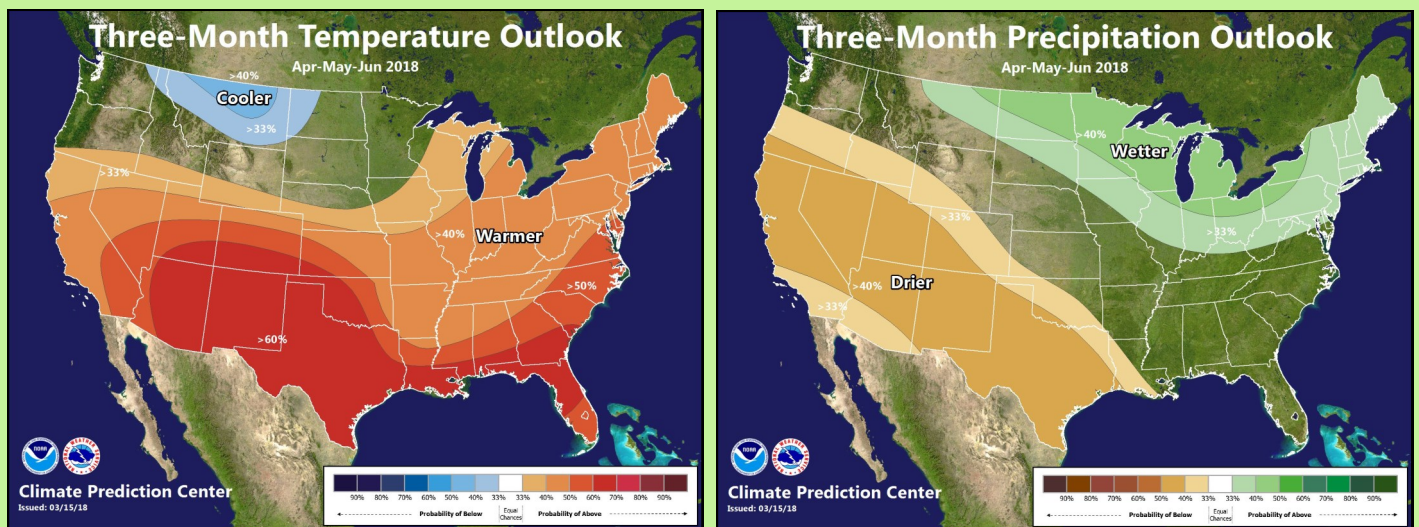 Three-Month Temperature Outlook
Apr-May-Jun 2018
>40%
Cooler
>33%
>33%
>40%
Warmer
>50%
>60%
NOAA
Climate Prediction Center
Issued: 03/15/18
90% 80% 70% 60% 50% 40% 33% 33% 40% 50% 60% 70% 80% 90%
Probability of Below
Equal
Chances
Probability of Above
Three-Month Precipitation Outlook
Apr-May-Jun 2018
>40%
Wetter
>33%
>33%
>40%
Drier
>33%
NOAA
Climate Prediction Center
Issued: 03/15/18
90% 80% 70% 60% 50% 40% 33% 33% 40% 50% 60% 70% 80% 90%
Probability of Below
Equal
Chances
Probability of Above